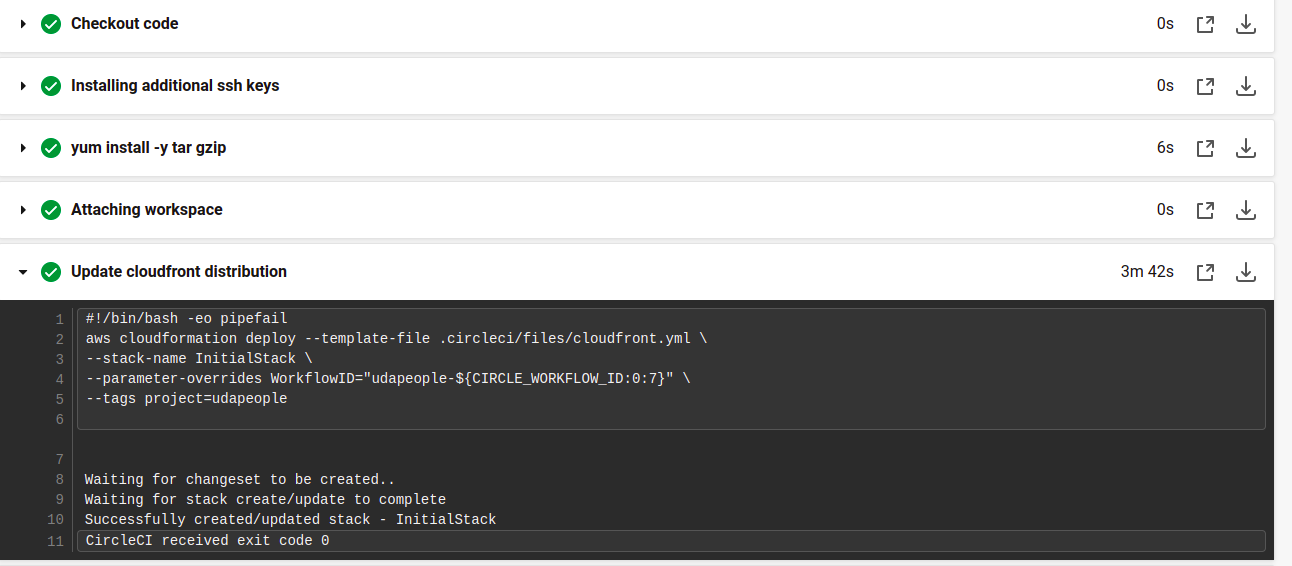 Checkout code 0s
Installing additional ssh keys 0s
yum install -y tar gzip 6s
Attaching workspace 0s
Update cloudfront distribution 3m 42s
1 #!/bin/bash -eo pipefail
2 aws cloudformation deploy --template-file .circleci/files/cloudfront.yml \
3 --stack-name InitialStack \
4 --parameter-overrides WorkflowID="udapeople-${CIRCLE_WORKFLOW_ID:0:7}" \
5 --tags project=udapeople
6
7
8 Waiting for changeset to be created..
9 Waiting for stack create/update to complete
10 Successfully created/updated stack - InitialStack
11 CircleCI received exit code 0